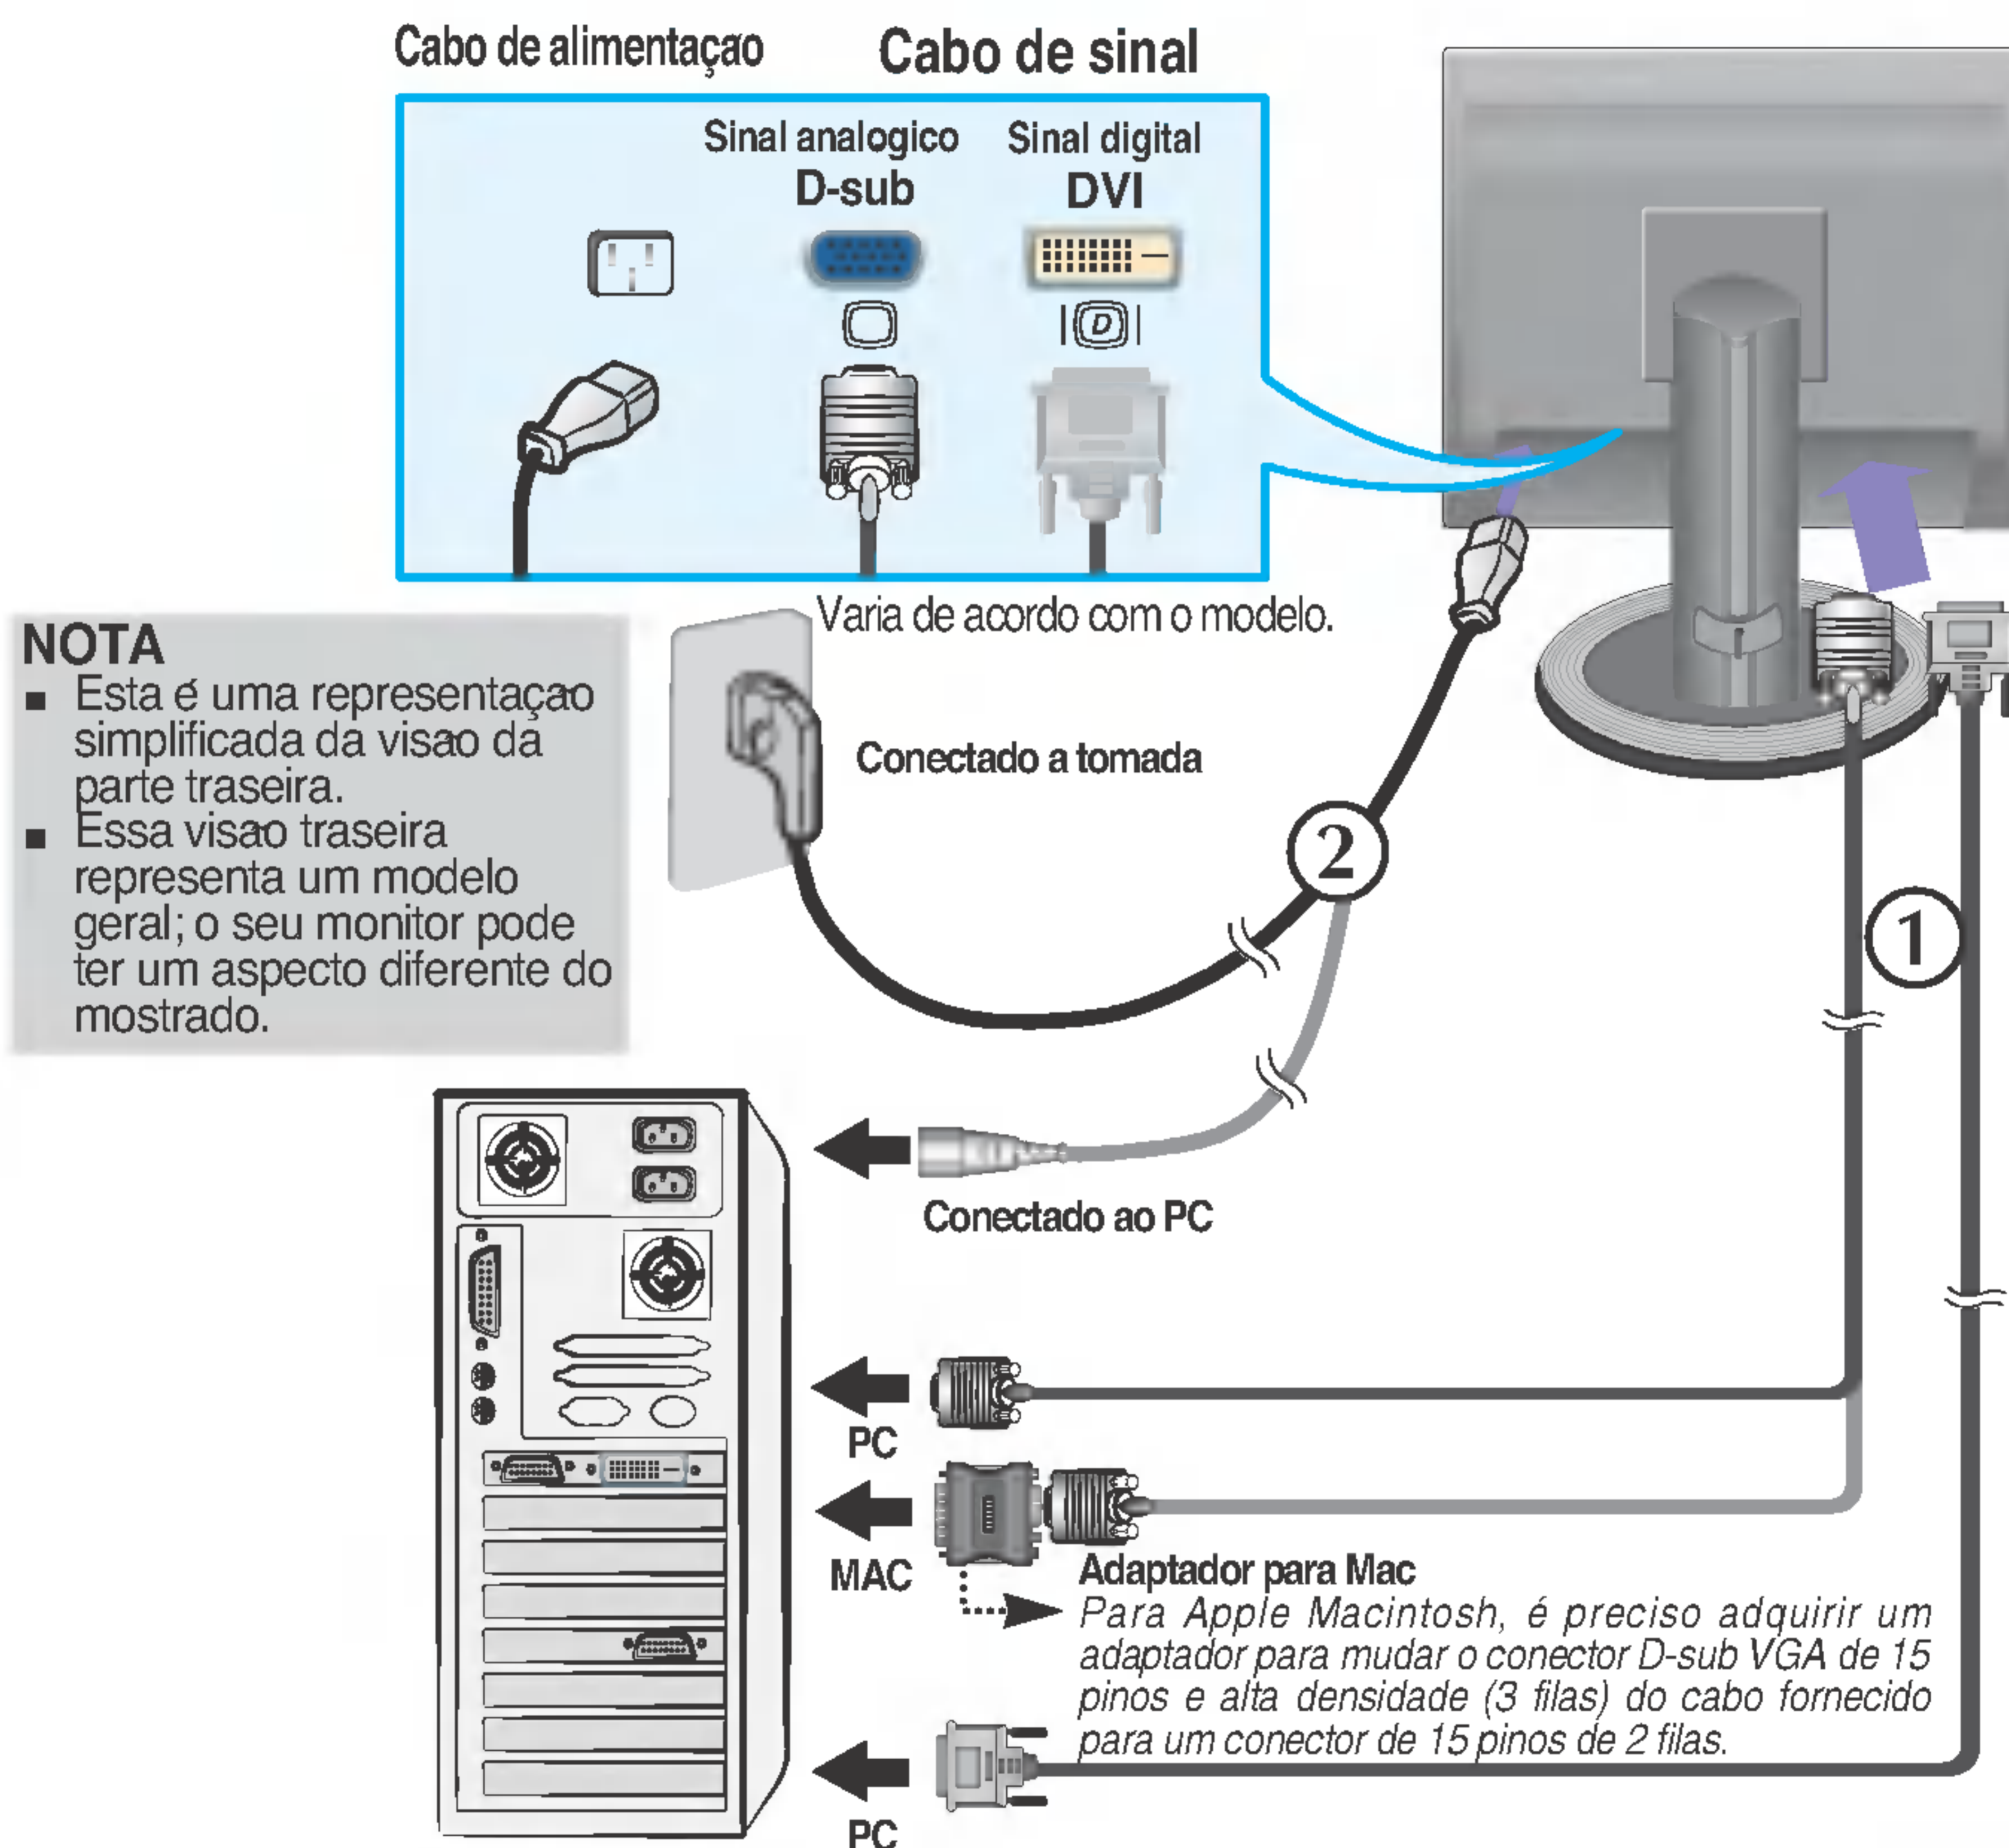 Cabo de alimentaçao
Cabo de sinal
Sinal analogico
D-sub
Sinal digital
DVI
D
Varia de acordo com o modelo.
NOTA
■ Esta é uma representaçao
simplificada da visao da
parte traseira.
■ Essa visao traseira
representa um modelo
geral; o seu monitor pode
ter um aspecto diferente do
mostrado.
Conectado a tomada
2
1
Conectado ao PC
PC
MAC
Adaptador para Mac
Para Apple Macintosh, é preciso adquirir um
adaptador para mudar o conector D-sub VGA de 15
pinos e alta densidade (3 filas) do cabo fornecido
para um conector de 15 pinos de 2 filas.
PC